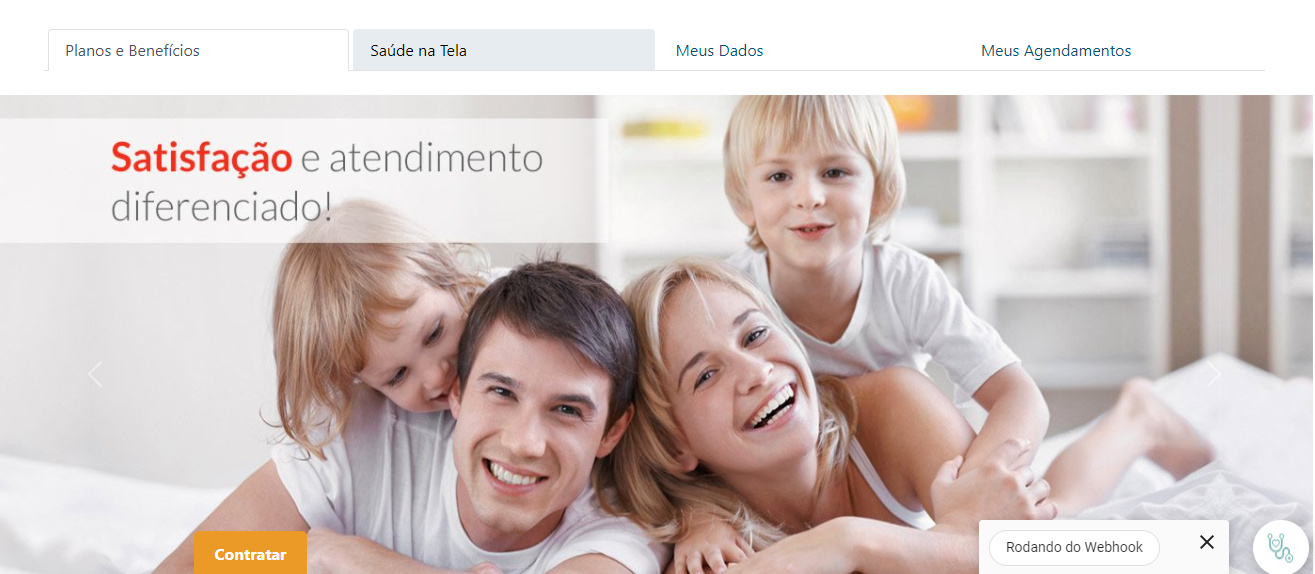 Planos e Benefícios
Saúde na Tela
Meus Dados
Meus Agendamentos
Satisfação e atendimento
diferenciado!
Contratar
Rodando do Webhook